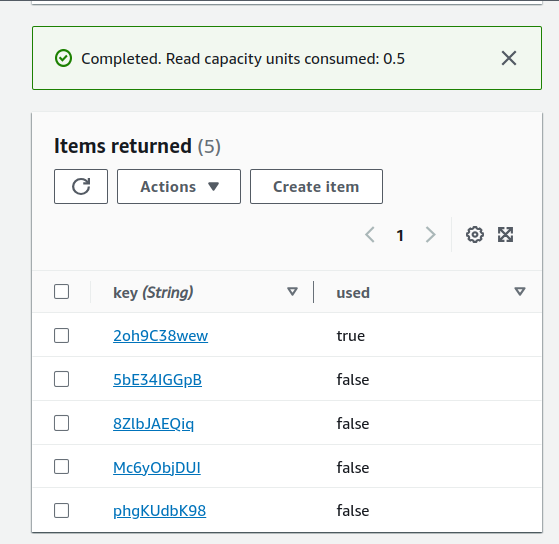 Completed. Read capacity units consumed: 0.5
Items returned (5)
Actions Create item
1
key (String) used
2oh9C38wew true
5bE34IGGpB false
8ZlbJAEQiq false
Mc6yObjDUI false
phgKUdbK98 false